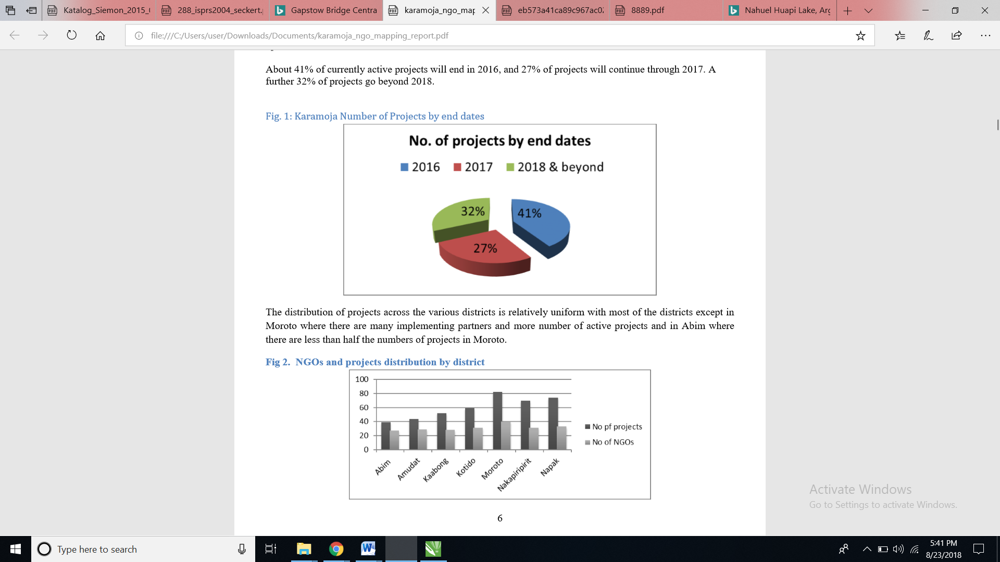 Katalog_Siemon_2015_
288_isprs2004_seckert.
Gapstow Bridge Centra
karamoja_ngo_map
eb573a41ca89c967ac0
8889.pdf
Nahuel Huapi Lake, Arg
file:///C:/Users/user/Downloads/Documents/karamoja_ngo_mapping_report.pdf
About 41% of currently active projects will end in 2016, and 27% of projects will continue through 2017. A
further 32% of projects go beyond 2018.
Fig. 1: Karamoja Number of Projects by end dates
No. of projects by end dates
2016 2017 2018 & beyond
32% 41%
27%
The distribution of projects across the various districts is relatively uniform with most of the districts except in
Moroto where there are many implementing partners and more number of active projects and in Abim where
there are less than half the numbers of projects in Moroto.
Fig 2. NGOs and projects distribution by district
100
80
60
40
20
0
No pf projects
No of NGOs
Abim Amudat Kaabong Kotido Moroto Nakapiripirit Napak
6
Activate Windows
Go to Settings to activate Windows.
Type here to search
5:41 PM
8/23/2018